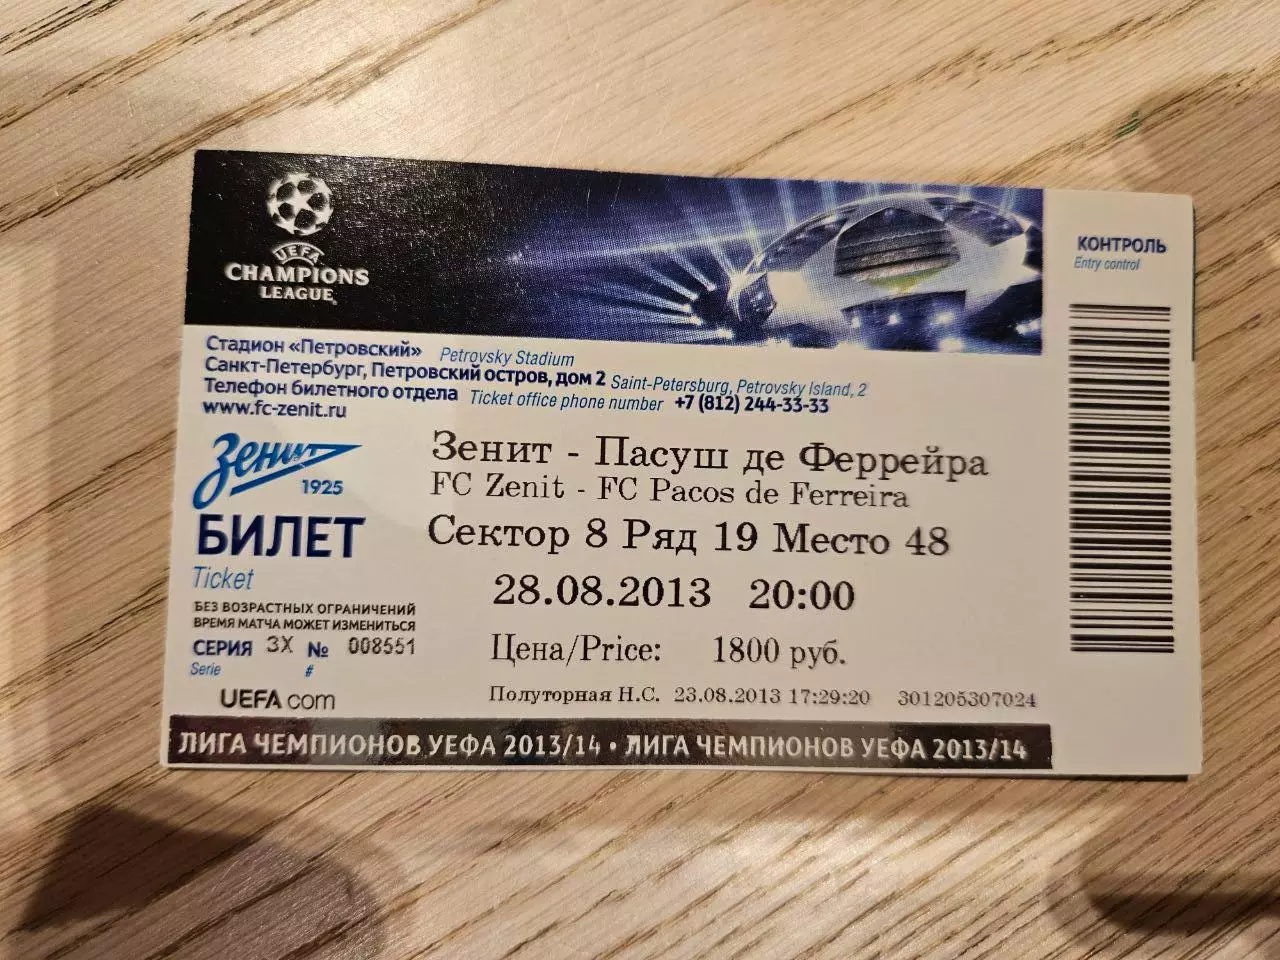 UEFA
CHAMPIONS
LEAGUE
КОНТРОЛЬ
Entry control
Стадион «Петровский» Petrovsky Stadium
Санкт-Петербург, Петровский остров, дом 2 Saint-Petersburg, Petrovsky Island, 2
Телефон билетного отдела Ticket office phone number +7 (812) 244-33-33
www.fc-zenit.ru
Зенит
1925
БИЛЕТ
Ticket
Зенит - Пасуш де Феррейра
FC Zenit - FC Pacos de Ferreira
Сектор 8 Ряд 19 Место 48
28.08.2013 20:00
БЕЗ ВОЗРАСТНЫХ ОГРАНИЧЕНИЙ
ВРЕМЯ МАТЧА МОЖЕТ ИЗМЕНИТЬСЯ
СЕРИЯ 3X № 008551
Serie #
Цена/Price: 1800 руб.
UEFA.com
Полуторная Н.С. 23.08.2013 17:29:20 301205307024
ЛИГА ЧЕМПИОНОВ УЕФА 2013/14 • ЛИГА ЧЕМПИОНОВ УЕФА 2013/14